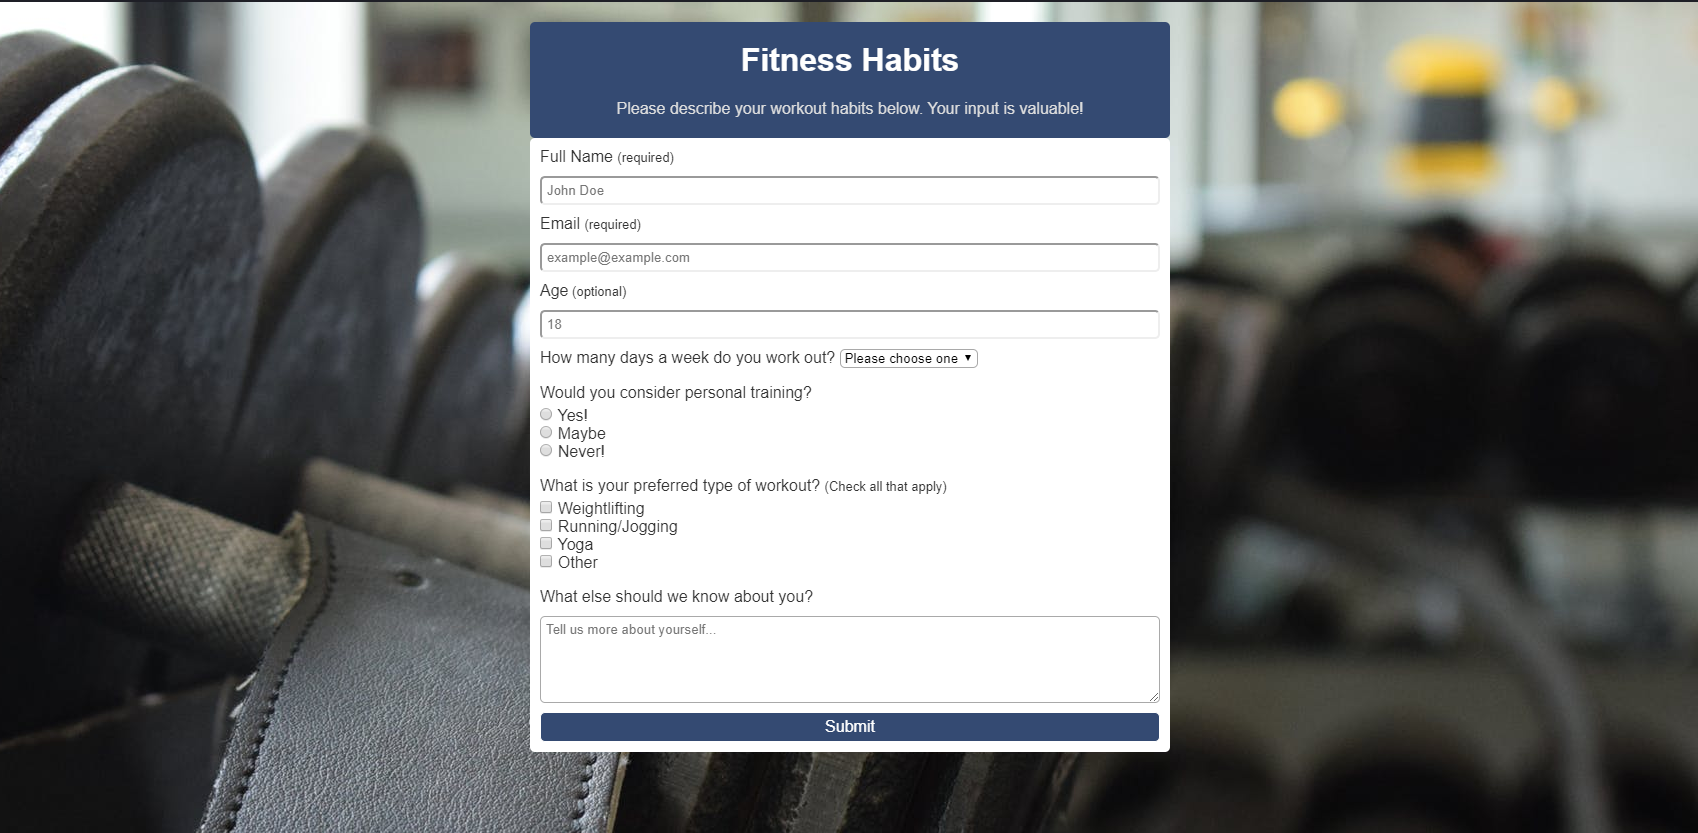 Fitness Habits
Please describe your workout habits below. Your input is valuable!
Full Name (required)
John Doe
Email (required)
example@example.com
Age (optional)
18
How many days a week do you work out? Please choose one
Would you consider personal training?
Yes!
Maybe
Never!
What is your preferred type of workout? (Check all that apply)
Weightlifting
Running/Jogging
Yoga
Other
What else should we know about you?
Tell us more about yourself...
Submit